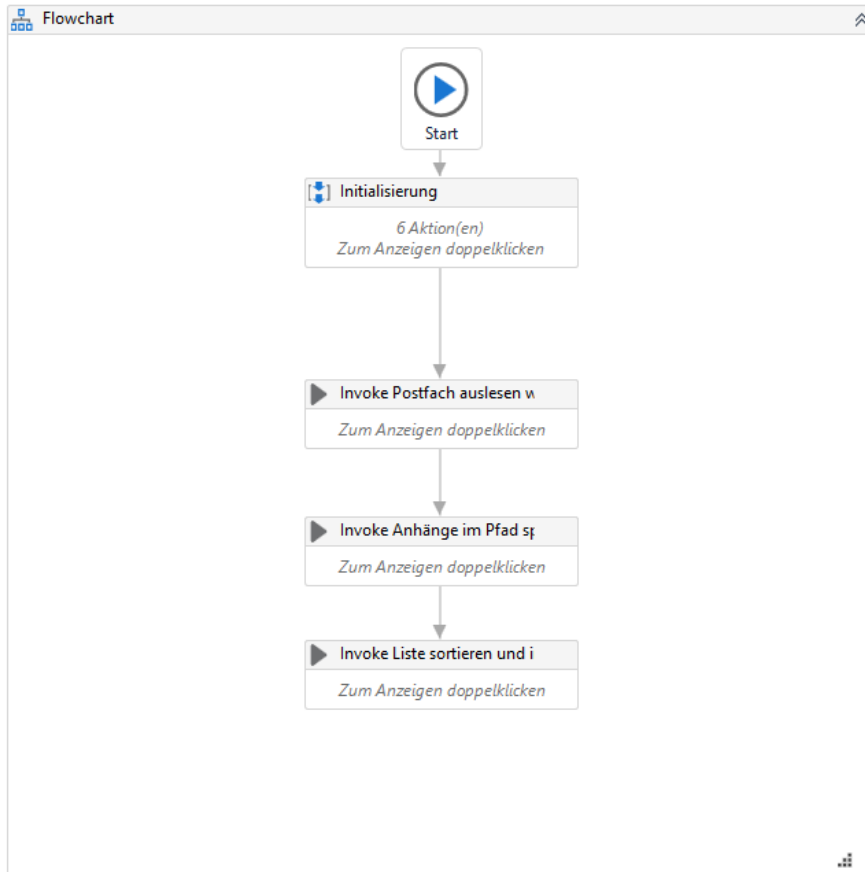 Flowchart
Start
Initialisierung
6 Aktion(en)
Zum Anzeigen doppelklicken
Invoke Postfach auslesen w
Zum Anzeigen doppelklicken
Invoke Anhänge im Pfad sp
Zum Anzeigen doppelklicken
Invoke Liste sortieren und i
Zum Anzeigen doppelklicken